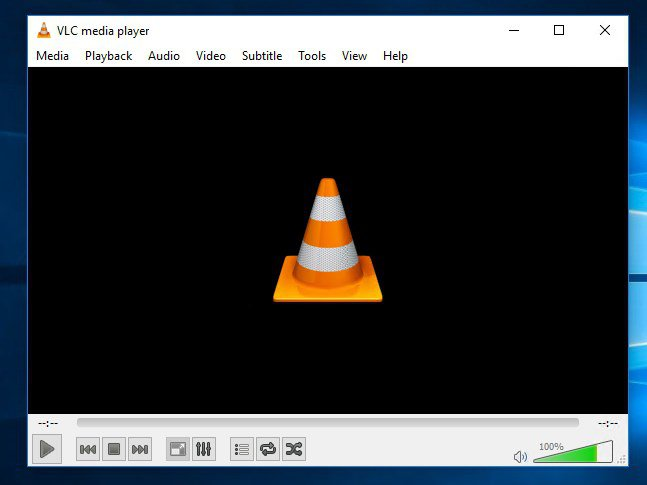 VLC media player
Media Playback Audio Video Subtitle Tools View Help
--:-- --:--
100%